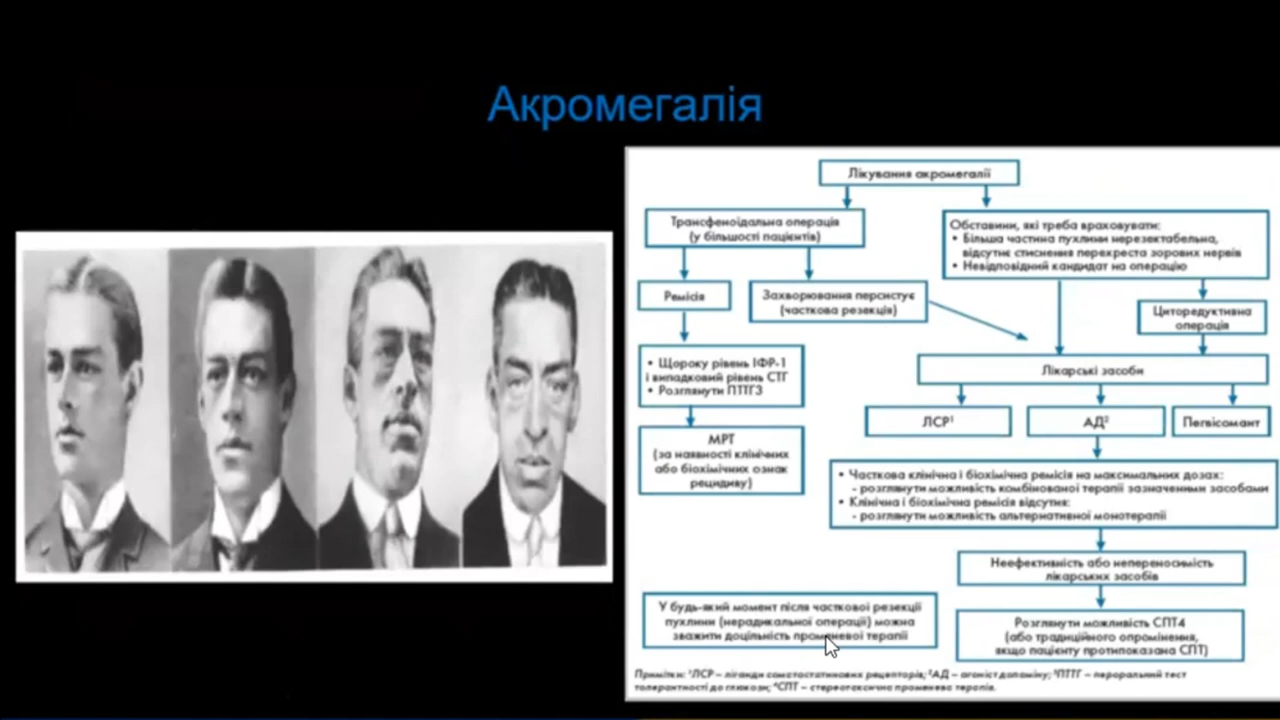 Акромегалія
Лікування акромегалії
Трансфеноїдальна операція
(у більшості пацієнтів)
Обставини, які треба враховувати:
• Більша частина пухлини нерезектабельна,
відсутнє стиснення перехреста зорових нервів
• Невідповідний кандидат на операцію
Ремісія
Захворювання персистує
(часткова резекція)
Циторедуктивна
операція
• Щороку рівень ІФР-1
і випадковий рівень СТГ
• Розглянути ПТТГ3
Лікарські засоби
ЛСР¹
АД²
Пегвісомант
МРТ
(за наявності клінічних
або біохімічних ознак
рецидиву)
• Часткова клінічна і біохімічна ремісія на максимальних дозах:
- розглянути можливість комбінованої терапії зазначеними засобами
• Клінічна і біохімічна ремісія відсутня:
- розглянути можливість альтернативної монотерапії
Неефективність або непереносимість
лікарських засобів
У будь-який момент після часткової резекції
пухлини (нерадикальної операції) можна
зважити доцільність променевої терапії
Розглянути можливість СПТ4
(або традиційного опромінення,
якщо пацієнту протипоказана СПТ)
Примітки: ¹ЛСР – ліганди соматостатинових рецепторів; ²АД – агоніст допаміну; ³ПТТГ – пероральний тест
толерантності до глюкози; ⁴СПТ – стереотаксична променева терапія.